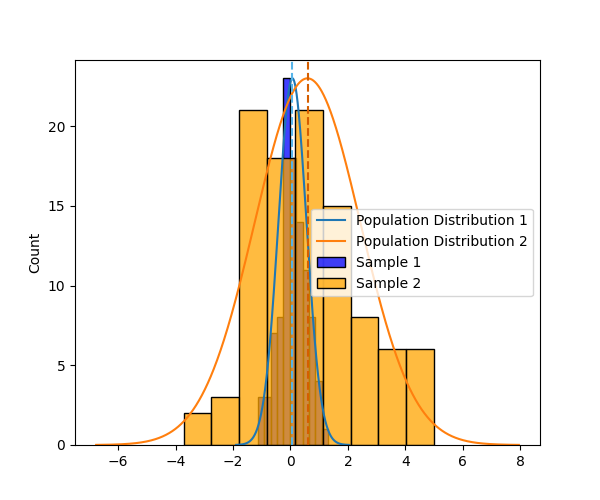 Count
20
15
10
5
0
−6 −4 −2 0 2 4 6 8
Population Distribution 1
Population Distribution 2
Sample 1
Sample 2